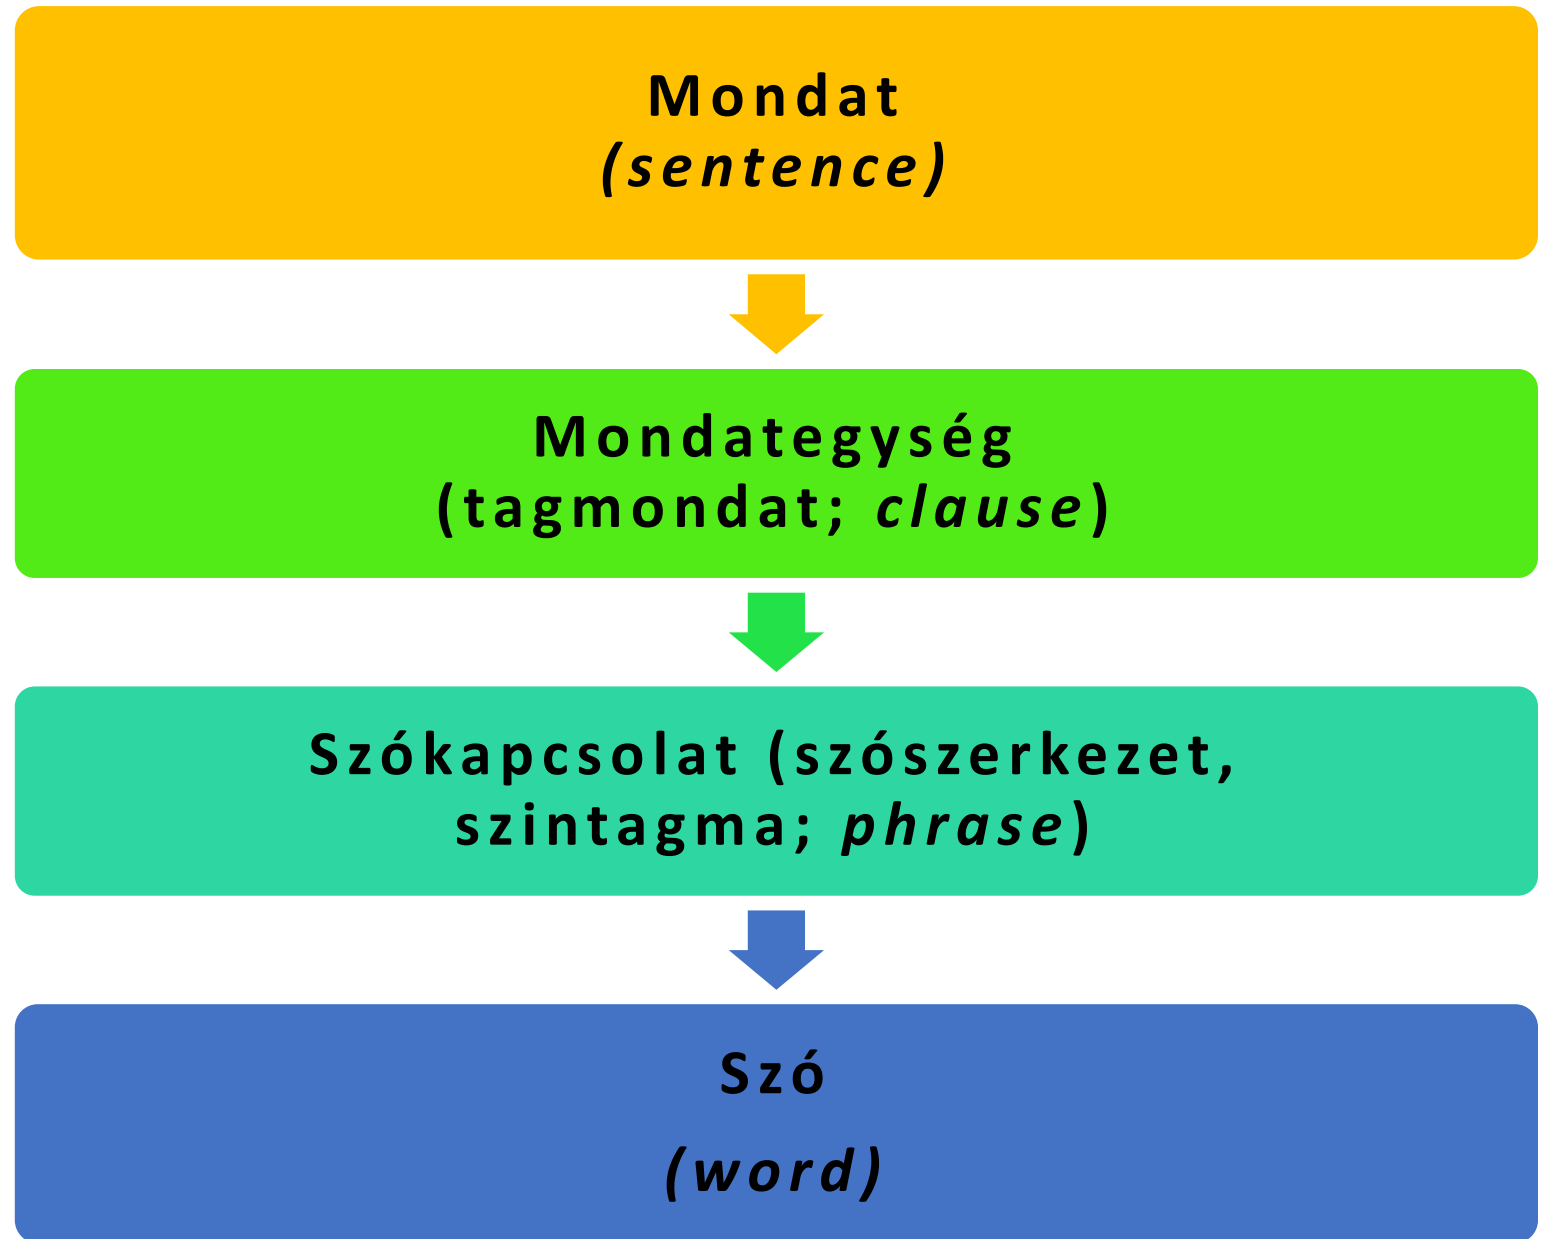 Mondat
(sentence)
Mondategység
(tagmondat; clause)
Szókapcsolat (szószerkezet,
szintagma; phrase)
Szó
(word)